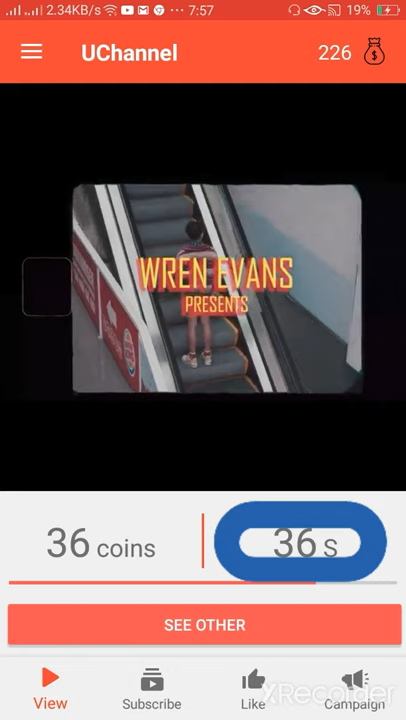 2.34KB/s ··· 7:57 19%
UChannel 226
WREN EVANS
PRESENTS
36 coins 36 S
SEE OTHER
View Subscribe Like Campaign
XRecorder